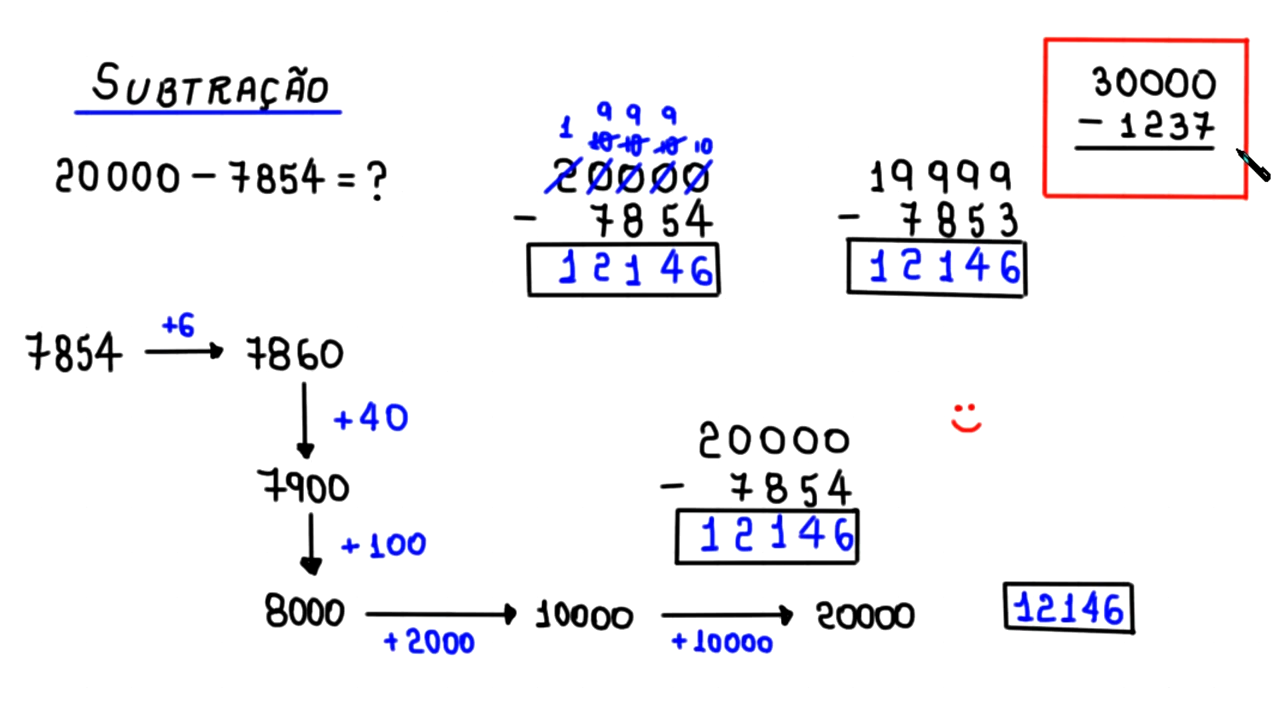 SUBTRAÇÃO
20000 - 7854 = ?
9 9 9
1 10 10 10 10
20000
- 7854
12146
19999
- 7853
12146
30000
- 1237
7854 +6 7860
+40
7900
+100
8000 +2000 10000 +10000 20000
20000
- 7854
12146
12146